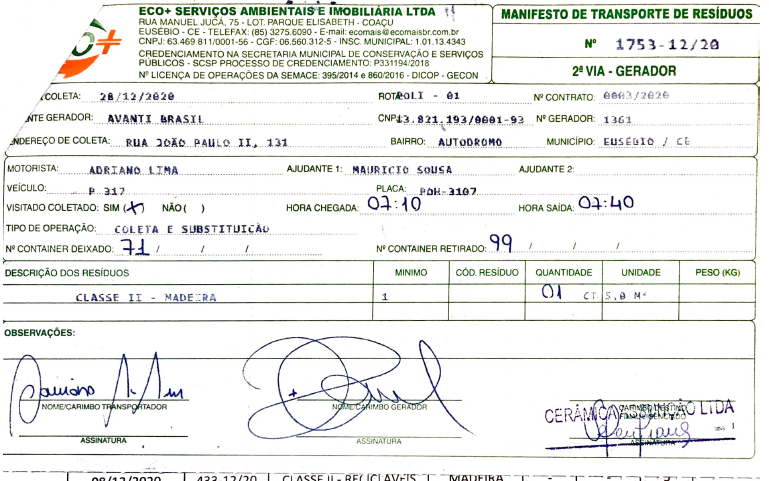 ECO+ SERVIÇOS AMBIENTAIS E IMOBILIÁRIA LTDA
RUA MANUEL JUCÁ, 75 - LOT. PARQUE ELISABETH - COAÇU
EUSÉBIO - CE - TELEFAX: (85) 3275.6090 - E-mail: ecomais@ecomaisbr.com.br
CNPJ: 63.469.811/0001-56 - CGF: 06.560.312-5 - INSC. MUNICIPAL: 1.01.13.4343
CREDENCIAMENTO NA SECRETARIA MUNICIPAL DE CONSERVAÇÃO E SERVIÇOS
PÚBLICOS - SCSP PROCESSO DE CREDENCIAMENTO: P331194/2018
Nº LICENÇA DE OPERAÇÕES DA SEMACE: 395/2014 e 860/2016 - DICOP - GECON
MANIFESTO DE TRANSPORTE DE RESÍDUOS
Nº 1753-12/20
2ª VIA - GERADOR
COLETA: 28/12/2020 ROTA: POLI - 01 Nº CONTRATO: 0003/2020
NTE GERADOR: AVANTI BRASIL CNPJ: 13.821.193/0001-93 Nº GERADOR: 1361
ENDEREÇO DE COLETA: RUA JOÃO PAULO II, 131 BAIRRO: AUTODROMO MUNICÍPIO: EUSÉBIO / CE
MOTORISTA: ADRIANO LIMA AJUDANTE 1: MAURICIO SOUSA AJUDANTE 2:
VEÍCULO: P 317 PLACA: POH-3107
VISITADO COLETADO: SIM (X) NÃO ( ) HORA CHEGADA: 07:10 HORA SAÍDA: 07:40
TIPO DE OPERAÇÃO: COLETA E SUBSTITUIÇÃO
Nº CONTAINER DEIXADO: 71 / / / Nº CONTAINER RETIRADO: 99 / / /
DESCRIÇÃO DOS RESÍDUOS MINIMO CÓD. RESÍDUO QUANTIDADE UNIDADE PESO (KG)
CLASSE II - MADEIRA 1 01 CT 5,0 M³
OBSERVAÇÕES:
NOME/CARIMBO TRANSPORTADOR NOME/CARIMBO GERADOR CERÂMICA LTDA
ASSINATURA ASSINATURA ASSINATURA
08/12/2020 433-12/20 CLASSE II - RECICLAVEIS MADEIRA